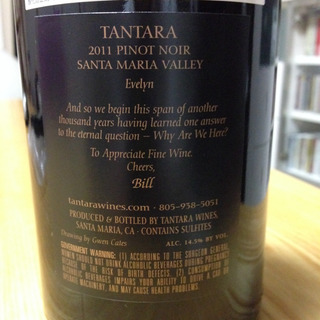 TANTARA
2011 PINOT NOIR
SANTA MARIA VALLEY
Evelyn
And so we begin this span of another
thousand years having learned one answer
to the eternal question – Why Are We Here?
To Appreciate Fine Wine.
Cheers,
Bill
tantarawines.com · 805-958-5051
PRODUCED & BOTTLED BY TANTARA WINES,
SANTA MARIA, CA - CONTAINS SULFITES
Drawing by Gwen Cates ALC. 14.5% BY VOL.
GOVERNMENT WARNING: (1) ACCORDING TO THE SURGEON GENERAL,
WOMEN SHOULD NOT DRINK ALCOHOLIC BEVERAGES DURING PREGNANCY
BECAUSE OF THE RISK OF BIRTH DEFECTS. (2) CONSUMPTION OF
ALCOHOLIC BEVERAGES IMPAIRS YOUR ABILITY TO DRIVE A CAR OR
OPERATE MACHINERY, AND MAY CAUSE HEALTH PROBLEMS.